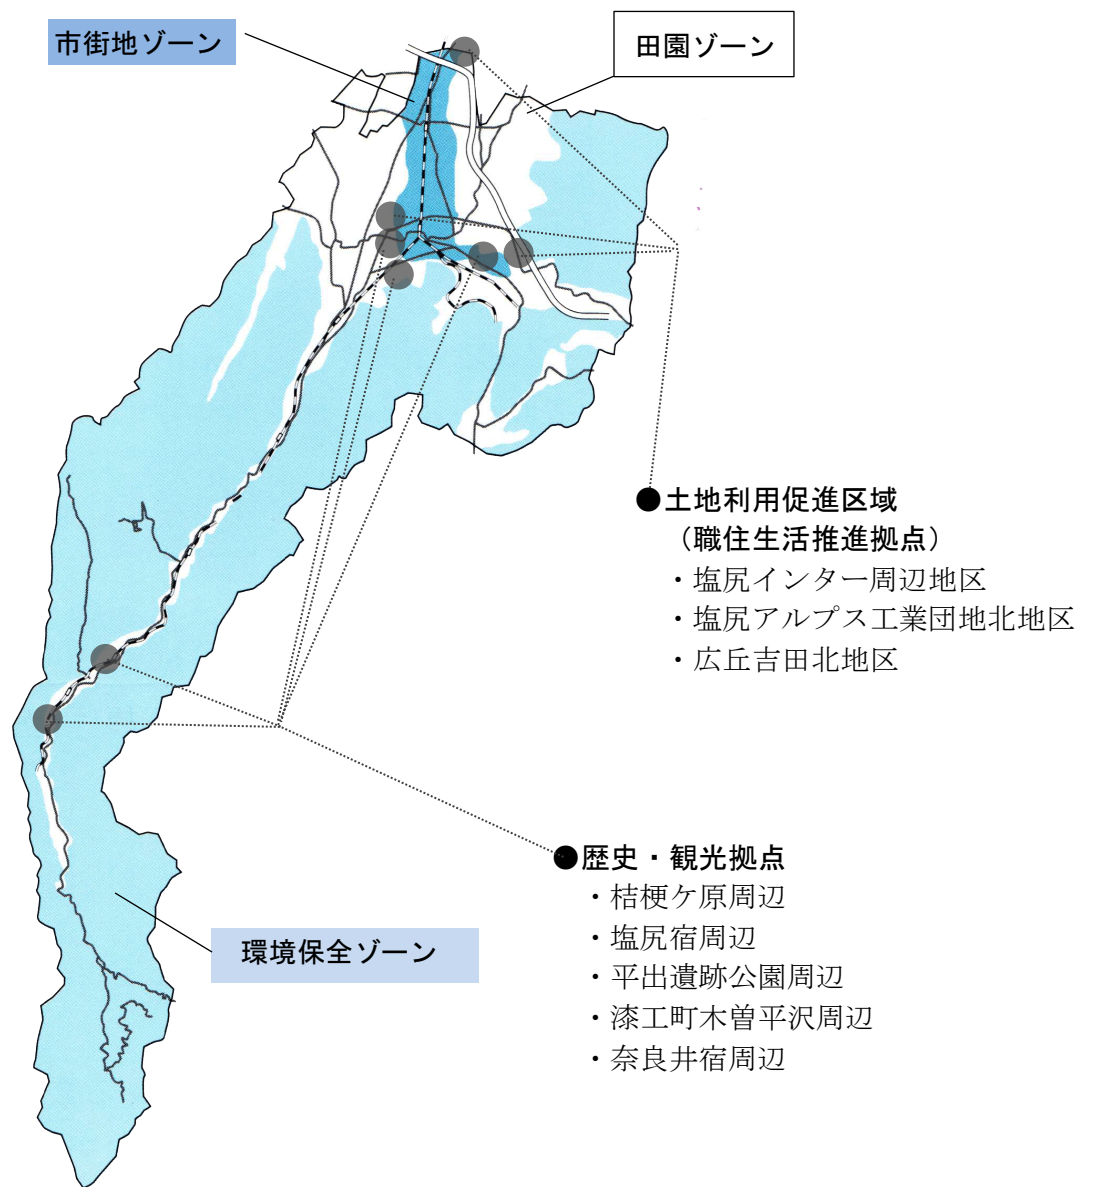 市街地ゾーン
田園ゾーン
●土地利用促進区域
（職住生活推進拠点）
・塩尻インター周辺地区
・塩尻アルプス工業団地北地区
・広丘吉田北地区
●歴史・観光拠点
・桔梗ケ原周辺
・塩尻宿周辺
・平出遺跡公園周辺
・漆工町木曽平沢周辺
・奈良井宿周辺
環境保全ゾーン